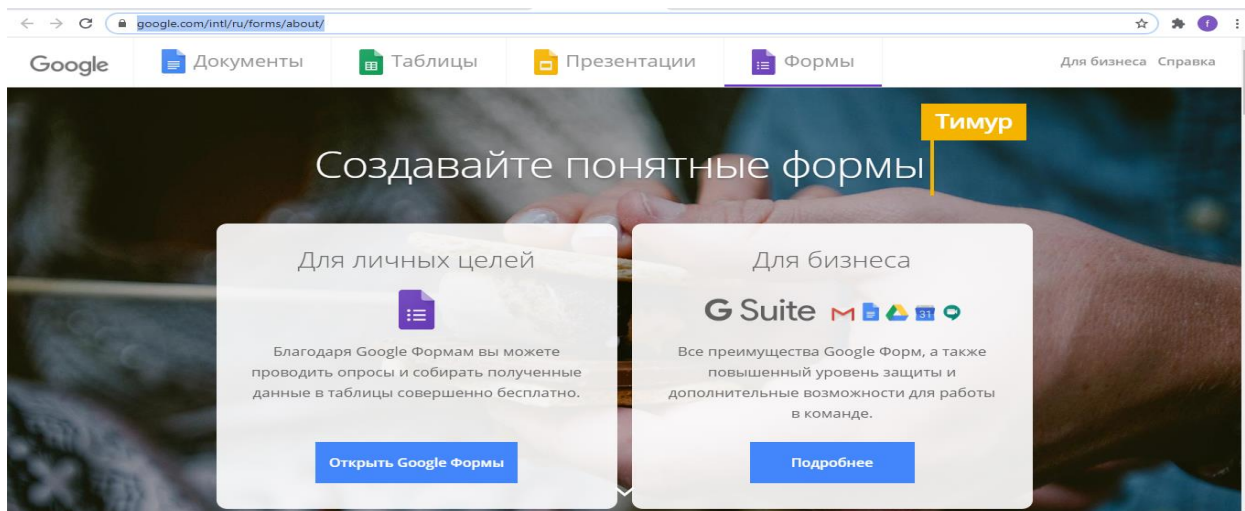 google.com/intl/ru/forms/about/
f
Google Документы Таблицы Презентации Формы Для бизнеса Справка
Тимур
Создавайте понятные формы
Для личных целей
Благодаря Google Формам вы можете
проводить опросы и собирать полученные
данные в таблицы совершенно бесплатно.
Открыть Google Формы
Для бизнеса
G Suite 31
Все преимущества Google Форм, а также
повышенный уровень защиты и
дополнительные возможности для работы
в команде.
Подробнее